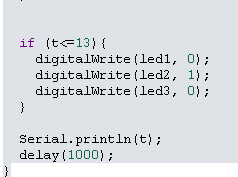 if (t<=13){
digitalWrite(led1, 0);
digitalWrite(led2, 1);
digitalWrite(led3, 0);
}
Serial.println(t);
delay(1000);
}